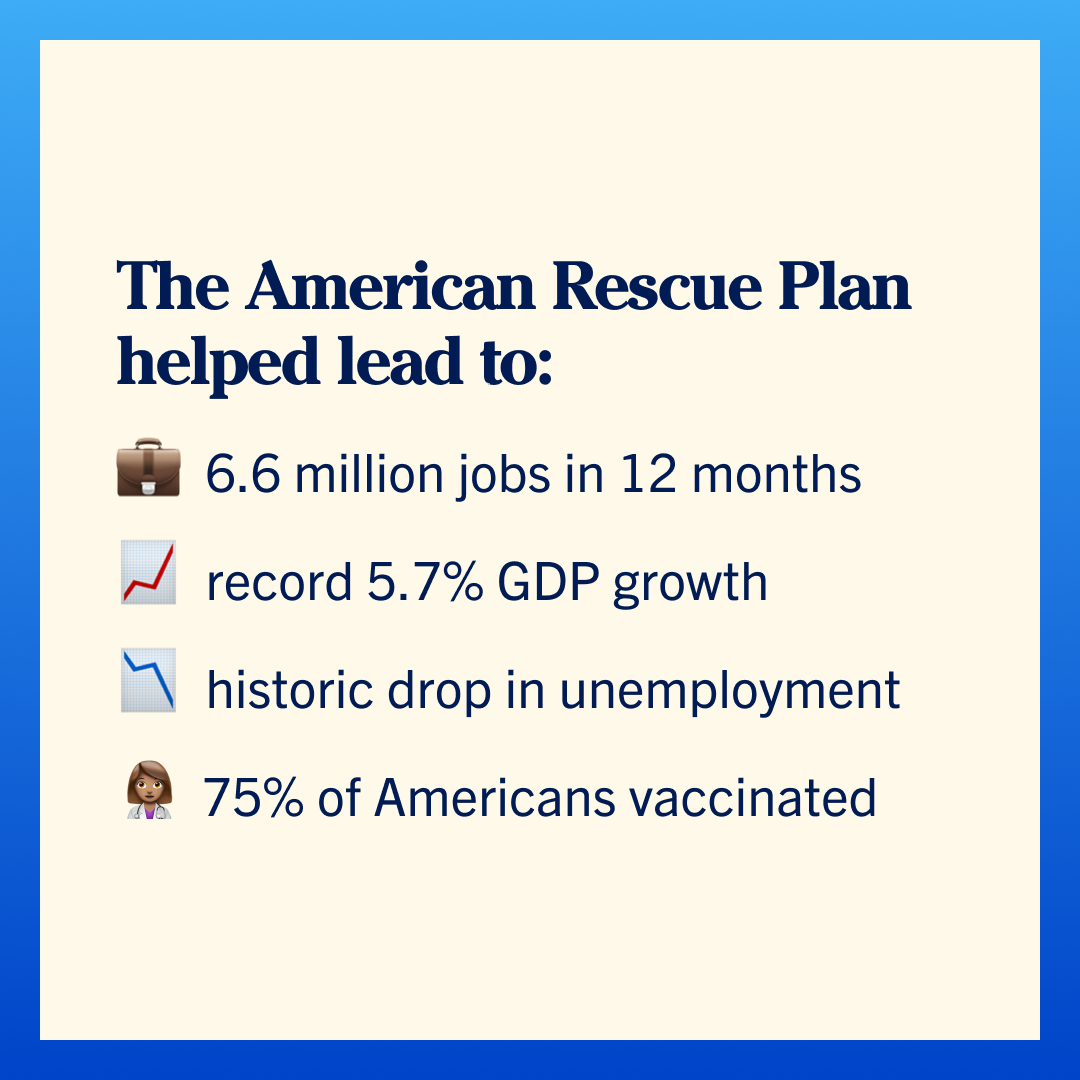 The American Rescue Plan
helped lead to:
6.6 million jobs in 12 months
record 5.7% GDP growth
historic drop in unemployment
75% of Americans vaccinated